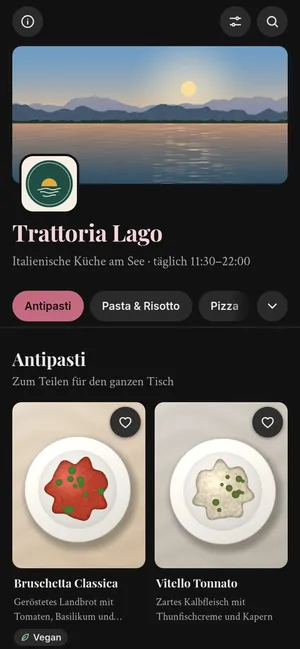 Trattoria Lago
Italienische Küche am See · täglich 11:30–22:00
Antipasti
Pasta & Risotto
Pizza
Antipasti
Zum Teilen für den ganzen Tisch
Bruschetta Classica
Geröstetes Landbrot mit
Tomaten, Basilikum und…
Vegan
Vitello Tonnato
Zartes Kalbfleisch mit
Thunfischcreme und Kapern